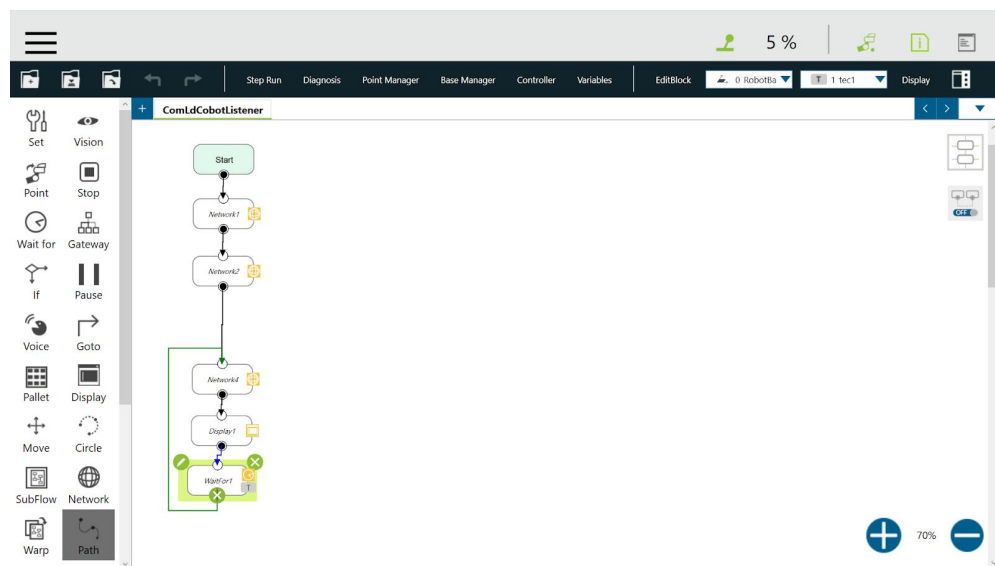 5 %
Step Run Diagnosis Point Manager Base Manager Controller Variables EditBlock 0 RobotBa T 1 tec1 Display
ComLdCobotListener
Set Vision
Point Stop
Wait for Gateway
If Pause
Voice Goto
Pallet Display
Move Circle
SubFlow Network
Warp Path
Start
Network1
Network2
Network4
Display1
WaitFor1
T
OFF
70%